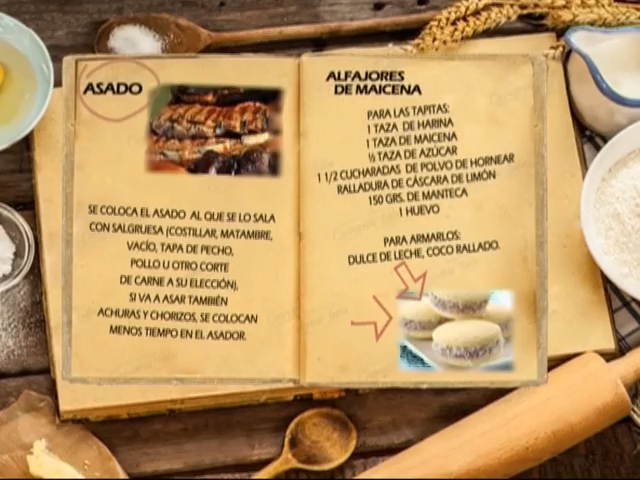 ASADO
SE COLOCA EL ASADO AL QUE SE LO SALA
CON SALGRUESA (COSTILLAR, MATAMBRE,
VACÍO, TAPA DE PECHO,
POLLO U OTRO CORTE
DE CARNE A SU ELECCIÓN),
SI VA A ASAR TAMBIÉN
ACHURAS Y CHORIZOS, SE COLOCAN
MENOS TIEMPO EN EL ASADOR.
ALFAJORES
DE MAICENA
PARA LAS TAPITAS:
1 TAZA DE HARINA
1 TAZA DE MAICENA
½ TAZA DE AZÚCAR
1 1/2 CUCHARADAS DE POLVO DE HORNEAR
RALLADURA DE CÁSCARA DE LIMÓN
150 GRS. DE MANTECA
1 HUEVO
PARA ARMARLOS:
DULCE DE LECHE, COCO RALLADO.